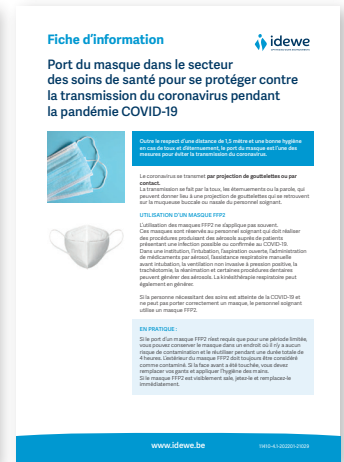 Fiche d'information
idewe
Port du masque dans le secteur
des soins de santé pour se protéger contre
la transmission du coronavirus pendant
la pandémie COVID-19
Outre le respect d'une distance de 1,5 mètre et une bonne hygiène
en cas de toux et d'éternuement, le port du masque est l'une des
mesures pour éviter la transmission du coronavirus.
Le coronavirus se transmet par projection de gouttelettes ou par
contact.
La transmission se fait par la toux, les éternuements ou la parole, qui
peuvent donner lieu à une projection de gouttelettes qui se retrouvent
sur la muqueuse buccale ou nasale du personnel soignant.
UTILISATION D'UN MASQUE FFP2
L'utilisation des masques FFP2 ne s'applique pas souvent.
Ces masques sont réservés au personnel soignant qui doit réaliser
des procédures produisant des aérosols auprès de patients
présentant une infection possible ou confirmée au COVID-19.
Dans une institution, l'intubation, l'aspiration ouverte, l'administration
de médicaments par aérosol, l'assistance respiratoire manuelle
avant intubation, la ventilation non invasive à pression positive, la
trachéotomie, la réanimation et certaines procédures dentaires
peuvent générer des aérosols. La kinésithérapie respiratoire peut
également en générer.
Si la personne nécessitant des soins est atteinte de la COVID-19 et
ne peut pas porter correctement un masque, le personnel soignant
utilise un masque FFP2.
EN PRATIQUE :
Si le port d'un masque FFP2 n'est requis que pour une période limitée,
vous pouvez conserver le masque dans un endroit où il n'y a aucun
risque de contamination et le réutiliser pendant une durée totale de
4 heures. L'extérieur du masque FFP2 doit toujours être considéré
comme contaminé. Si la face avant a été touchée, vous devez
remplacer vos gants et appliquer l'hygiène des mains.
Si le masque FFP2 est visiblement sale, jetez-le et remplacez-le
immédiatement.
www.idewe.be